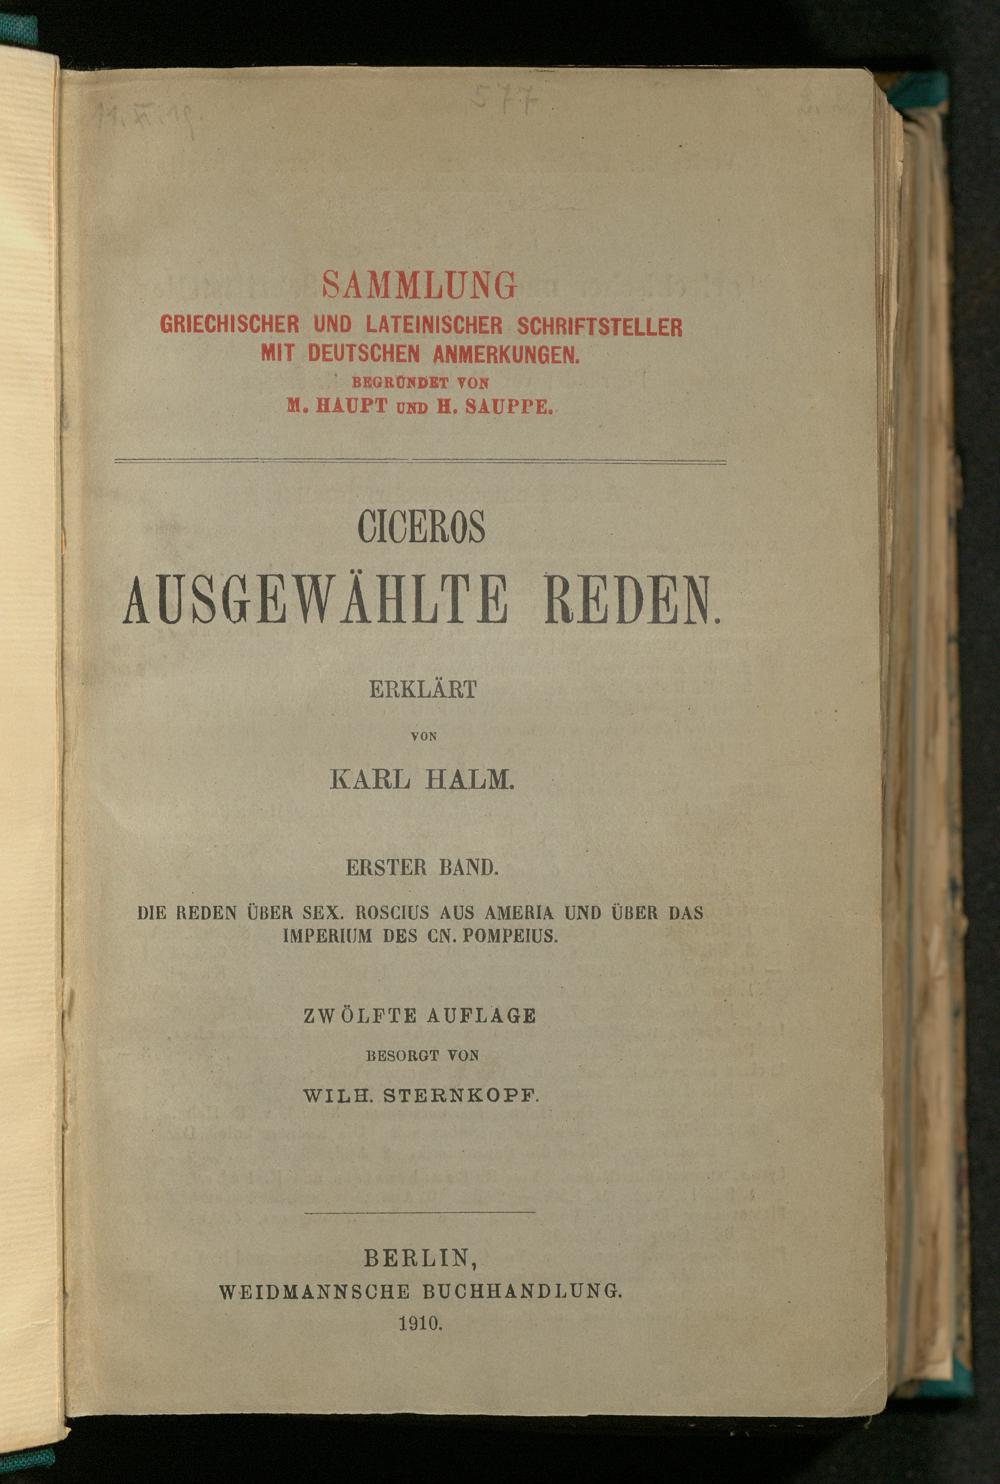 577
SAMMLUNG
GRIECHISCHER UND LATEINISCHER SCHRIFTSTELLER
MIT DEUTSCHEN ANMERKUNGEN.
BEGRÜNDET VON
M. HAUPT UND H. SAUPPE.
CICEROS
AUSGEWÄHLTE REDEN.
ERKLÄRT
VON
KARL HALM.
ERSTER BAND.
DIE REDEN ÜBER SEX. ROSCIUS AUS AMERIA UND ÜBER DAS
IMPERIUM DES CN. POMPEIUS.
ZWÖLFTE AUFLAGE
BESORGT VON
WILH. STERNKOPF.
BERLIN,
WEIDMANNSCHE BUCHHANDLUNG.
1910.